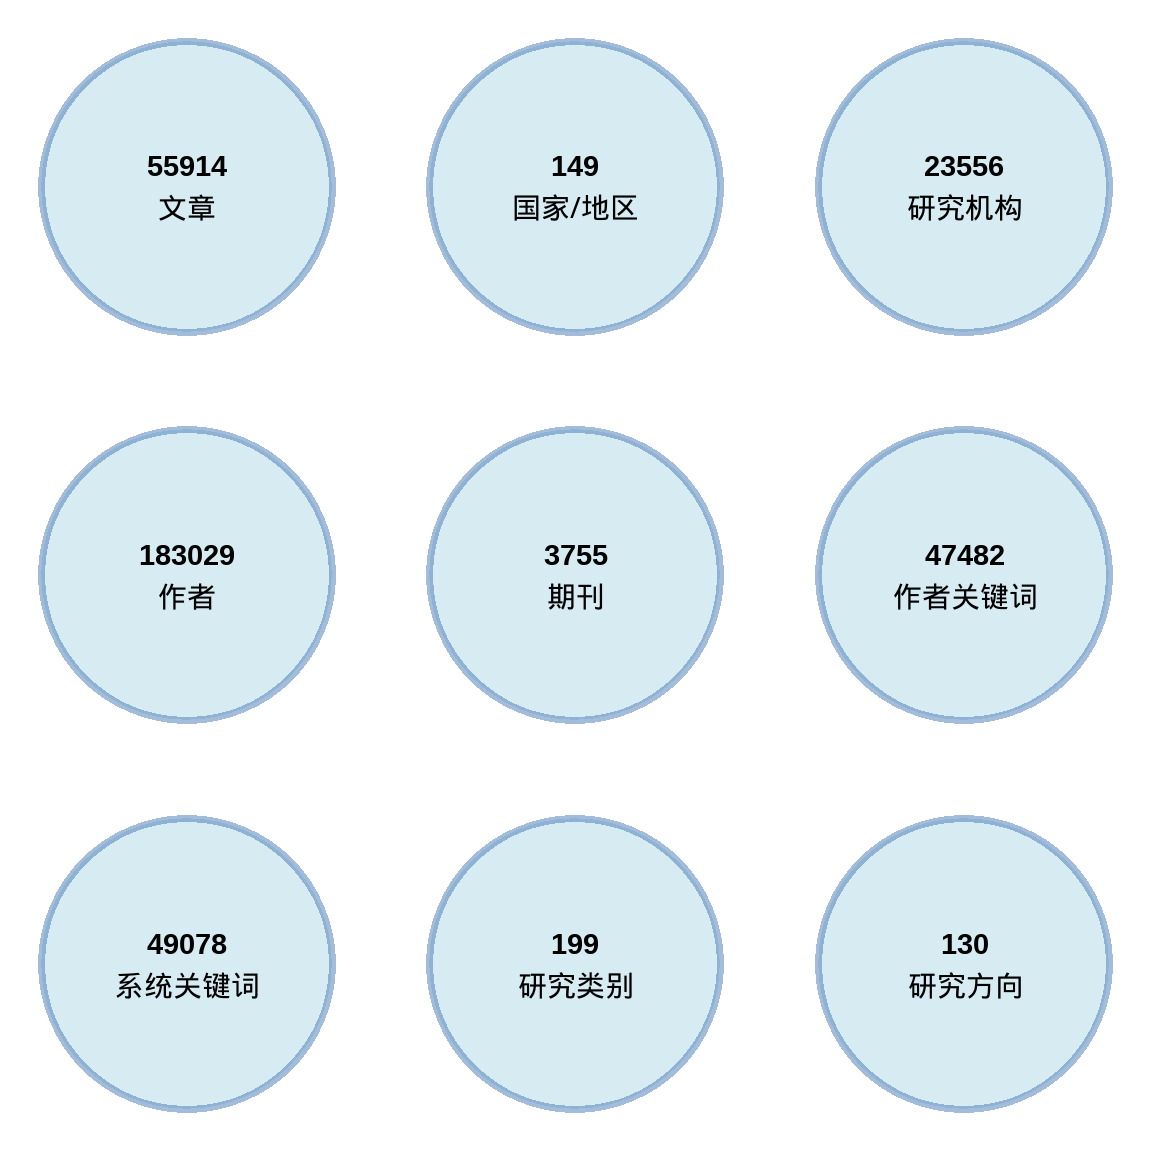 55914
文章
149
国家/地区
23556
研究机构
183029
作者
3755
期刊
47482
作者关键词
49078
系统关键词
199
研究类别
130
研究方向